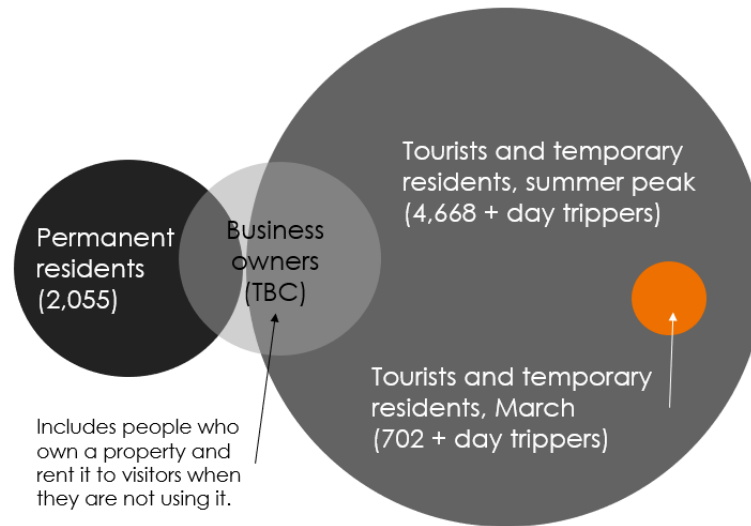 Permanent
residents
(2,055)
Business
owners
(TBC)
Tourists and temporary
residents, summer peak
(4,668 + day trippers)
Tourists and temporary
residents, March
(702 + day trippers)
Includes people who
own a property and
rent it to visitors when
they are not using it.